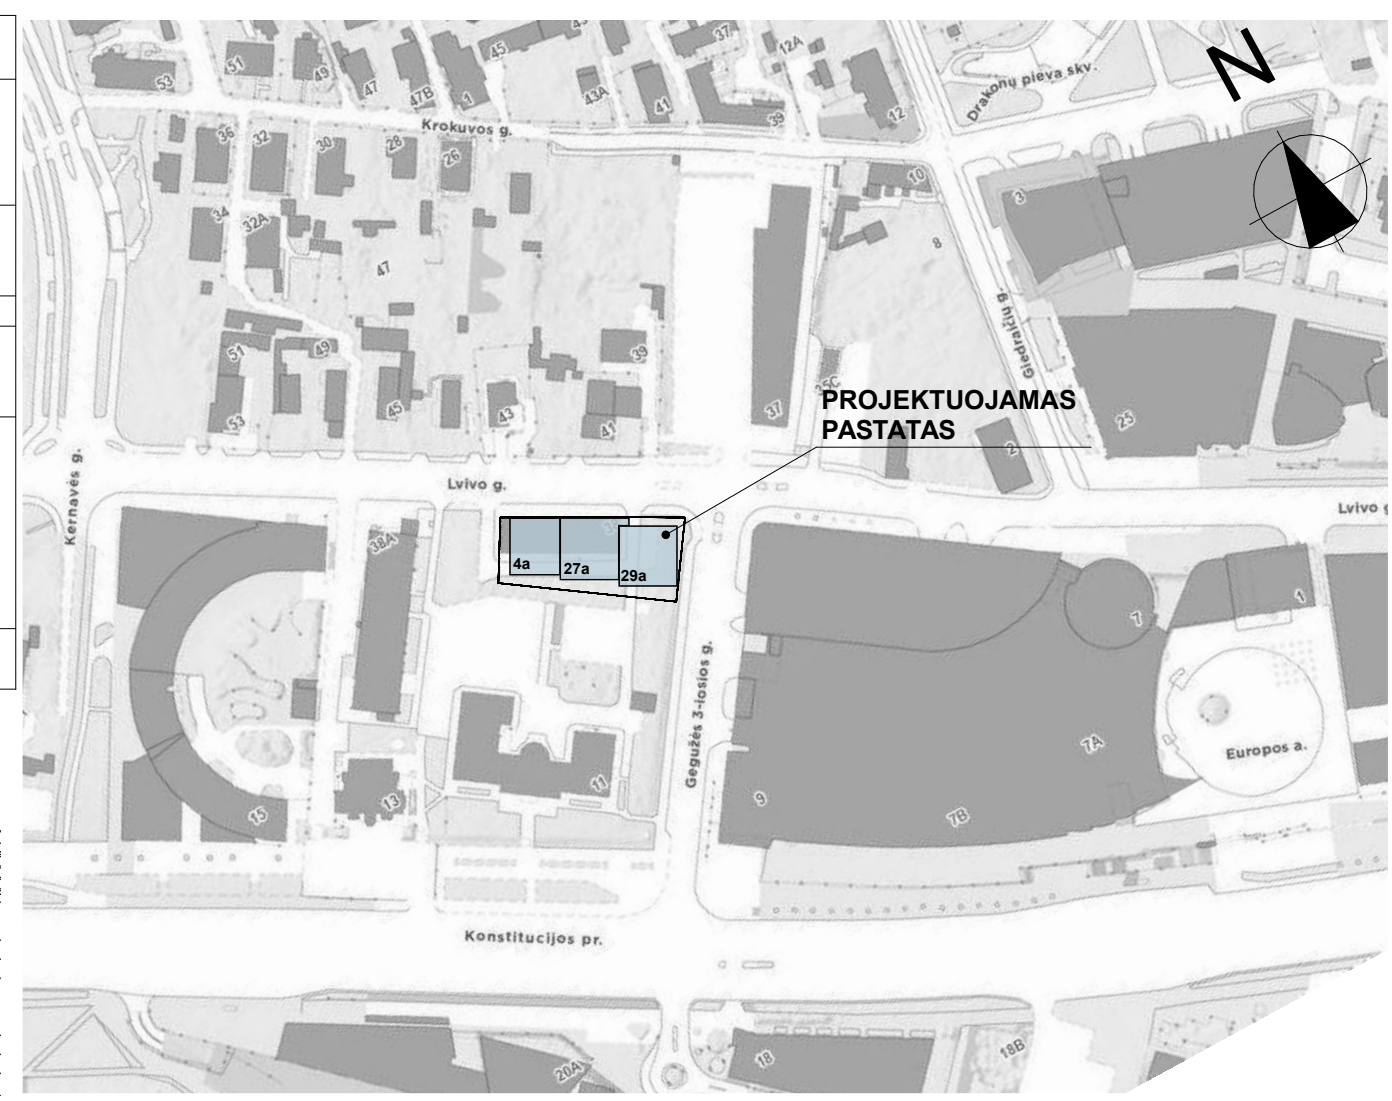 53
51
49
47
47B
1
45
43A
41
37
39
12A
12
Drakonų pieva skv.
N
Krokuvos g.
36
32
30
28
26
10
3
34
32A
47
8
Giedraičių g.
51
49
39
53
45
43
41
37
2
25
PROJEKTUOJAMAS
PASTATAS
Kernavės g.
Lvivo g.
Lvivo g
38A
4a
27a
29a
7
1
Gegužės 3-iosios g.
7A
Europos a.
15
13
11
9
7B
Konstitucijos pr.
20A
18
18B